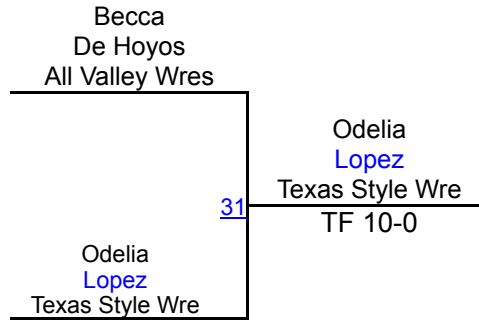 Becca
De Hoyos
All Valley Wres
Odelia
Lopez
Texas Style Wre
TF 10-0
31
Odelia
Lopez
Texas Style Wre